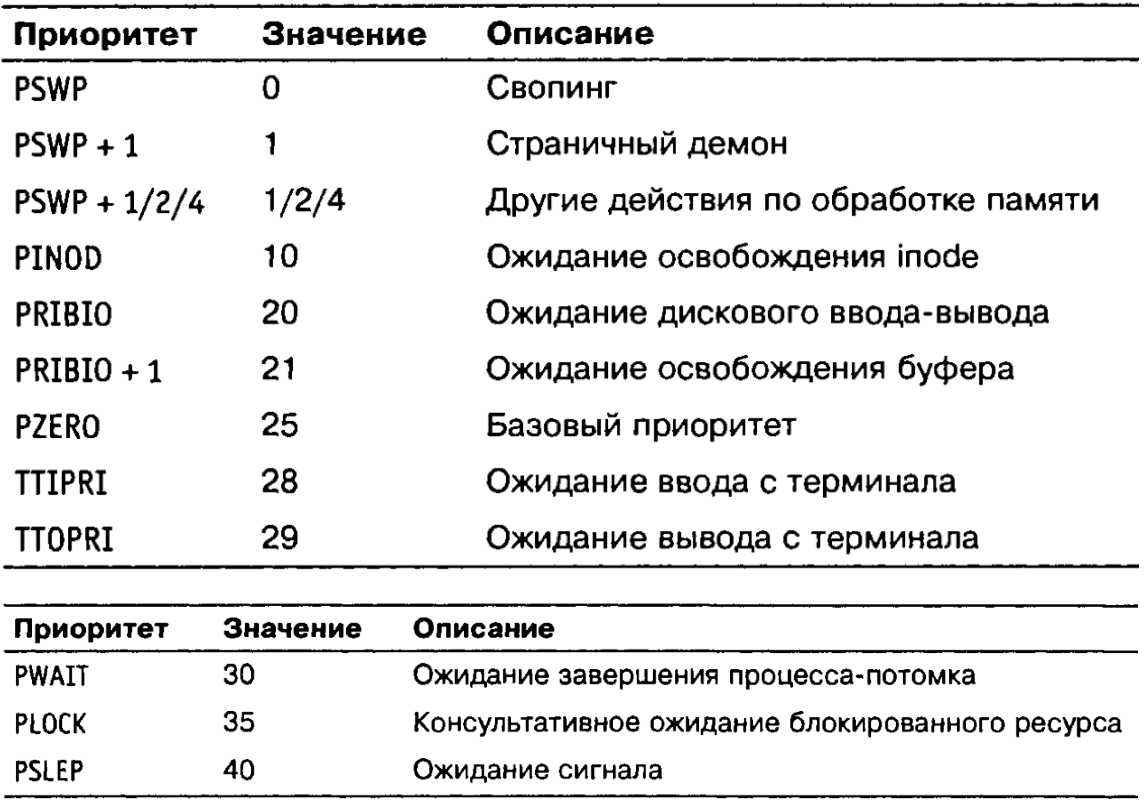 Приоритет Значение Описание
PSWP 0 Свопинг
PSWP + 1 1 Страничный демон
PSWP + 1/2/4 1/2/4 Другие действия по обработке памяти
PINOD 10 Ожидание освобождения inode
PRIBIO 20 Ожидание дискового ввода-вывода
PRIBIO + 1 21 Ожидание освобождения буфера
PZERO 25 Базовый приоритет
TTIPRI 28 Ожидание ввода с терминала
TTOPRI 29 Ожидание вывода с терминала
Приоритет Значение Описание
PWAIT 30 Ожидание завершения процесса-потомка
PLOCK 35 Консультативное ожидание блокированного ресурса
PSLEP 40 Ожидание сигнала